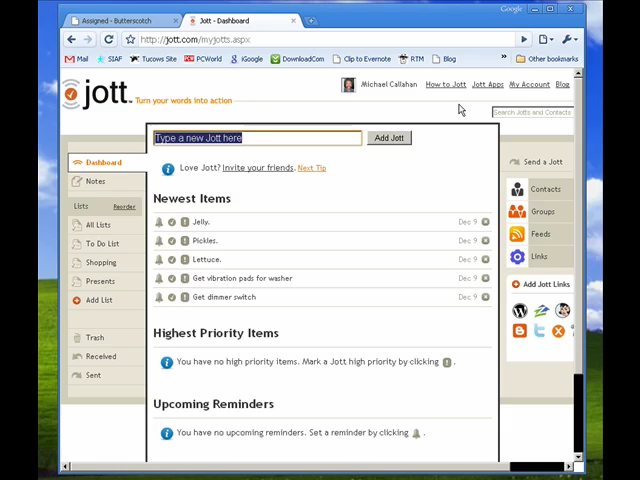 Google
Assigned - Butterscotch
Jott - Dashboard
http://jott.com/myjotts.aspx
Mail
SIAF
Tucows Site
PCWorld
iGoogle
DownloadCom
Clip to Evernote
RTM
Blog
Other bookmarks
jott
Turn your words into action
Michael Callahan
How to Jott
Jott Apps
My Account
Blog
Search Jotts and Contacts
Type a new Jott here
Add Jott
Love Jott? Invite your friends. Next Tip
Dashboard
Notes
Lists
Reorder
All Lists
To Do List
Shopping
Presents
Add List
Trash
Received
Sent
Newest Items
Jelly.
Dec 9
Pickles.
Dec 9
Lettuce.
Dec 9
Get vibration pads for washer
Dec 9
Get dimmer switch
Dec 9
Highest Priority Items
You have no high priority items. Mark a Jott high priority by clicking .
Upcoming Reminders
You have no upcoming reminders. Set a reminder by clicking .
Send a Jott
Contacts
Groups
Feeds
Links
Add Jott Links